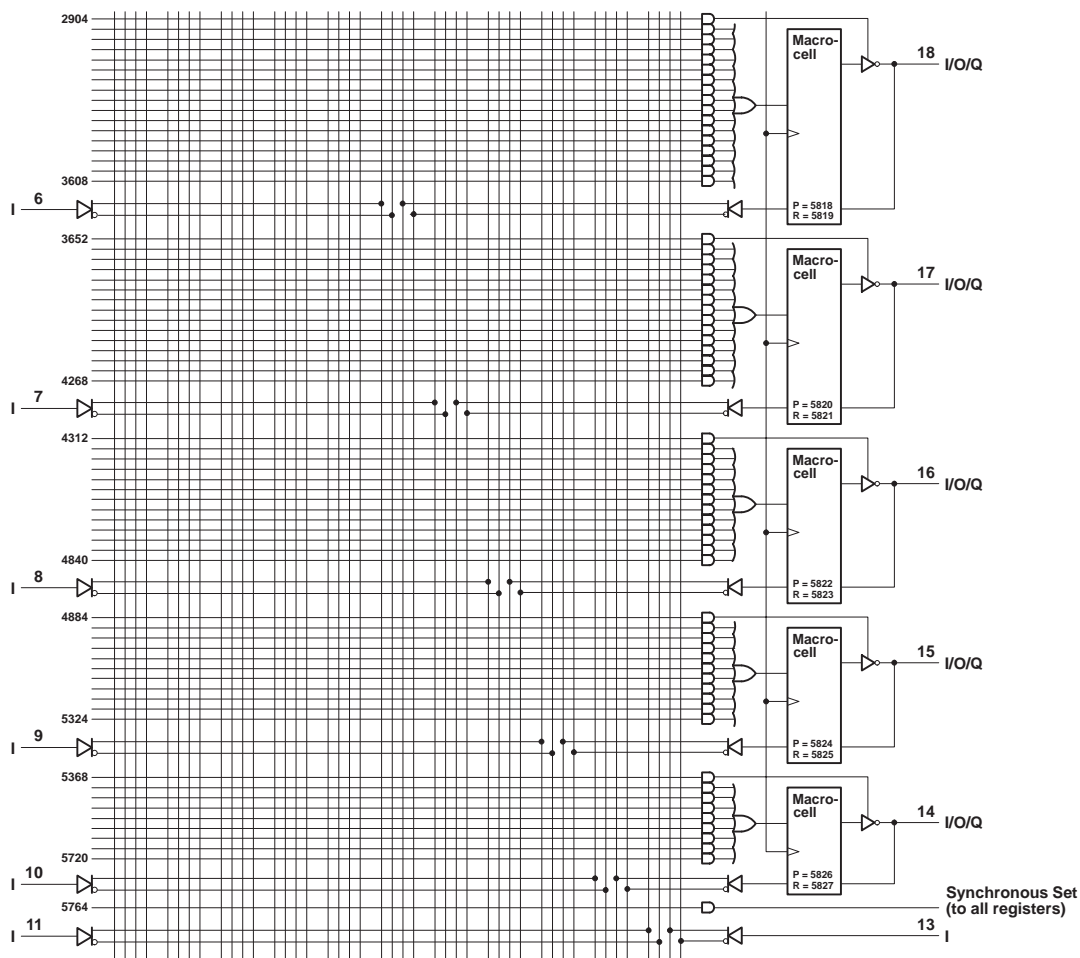 2904
Macro-
cell
18
I/O/Q
3608
I 6
P = 5818
R = 5819
3652
Macro-
cell
17
I/O/Q
4268
I 7
P = 5820
R = 5821
4312
Macro-
cell
16
I/O/Q
4840
I 8
P = 5822
R = 5823
4884
Macro-
cell
15
I/O/Q
5324
I 9
P = 5824
R = 5825
5368
Macro-
cell
14
I/O/Q
5720
I 10
P = 5826
R = 5827
5764
Synchronous Set
(to all registers)
I 11
13
I